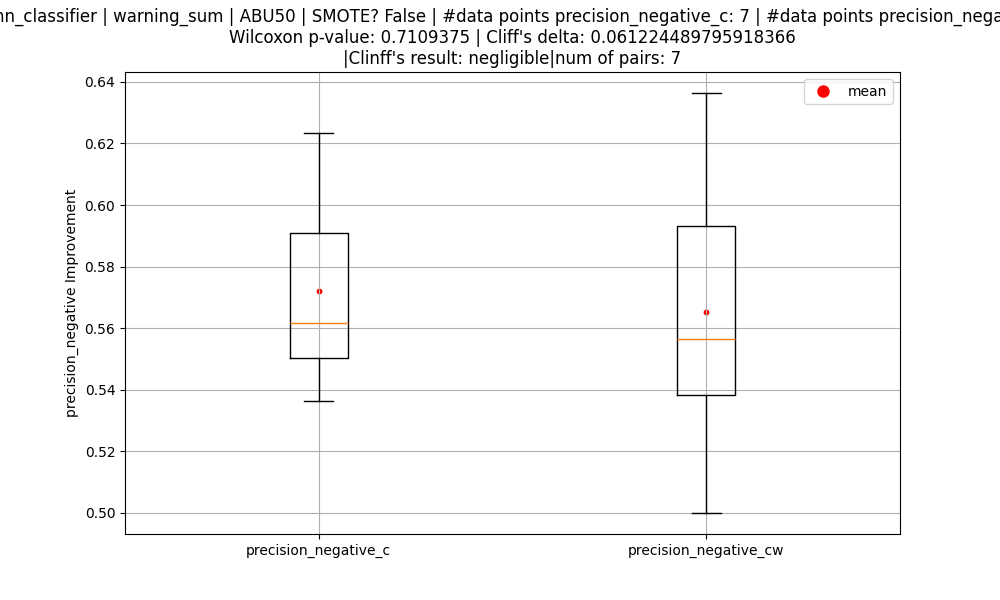 nn_classifier | warning_sum | ABU50 | SMOTE? False | #data points precision_negative_c: 7 | #data points
Wilcoxon p-value: 0.7109375 | Cliff's delta: 0.061224489795918366
|Clinff's result: negligible|num of pairs: 7
mean
precision_negative Improvement
0.64
0.62
0.60
0.58
0.56
0.54
0.52
0.50
precision_negative_c
precision_negative_cw